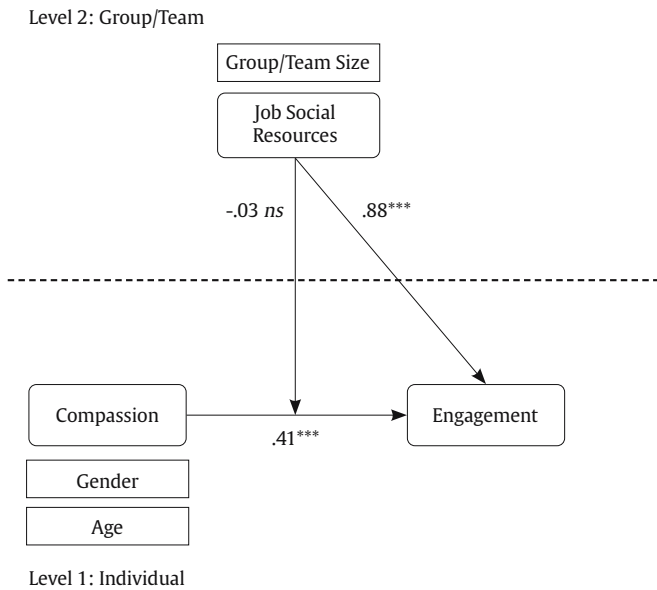 Level 2: Group/Team
Group/Team Size
Job Social
Resources
-.03 ns
.88***
Compassion
Engagement
.41***
Gender
Age
Level 1: Individual